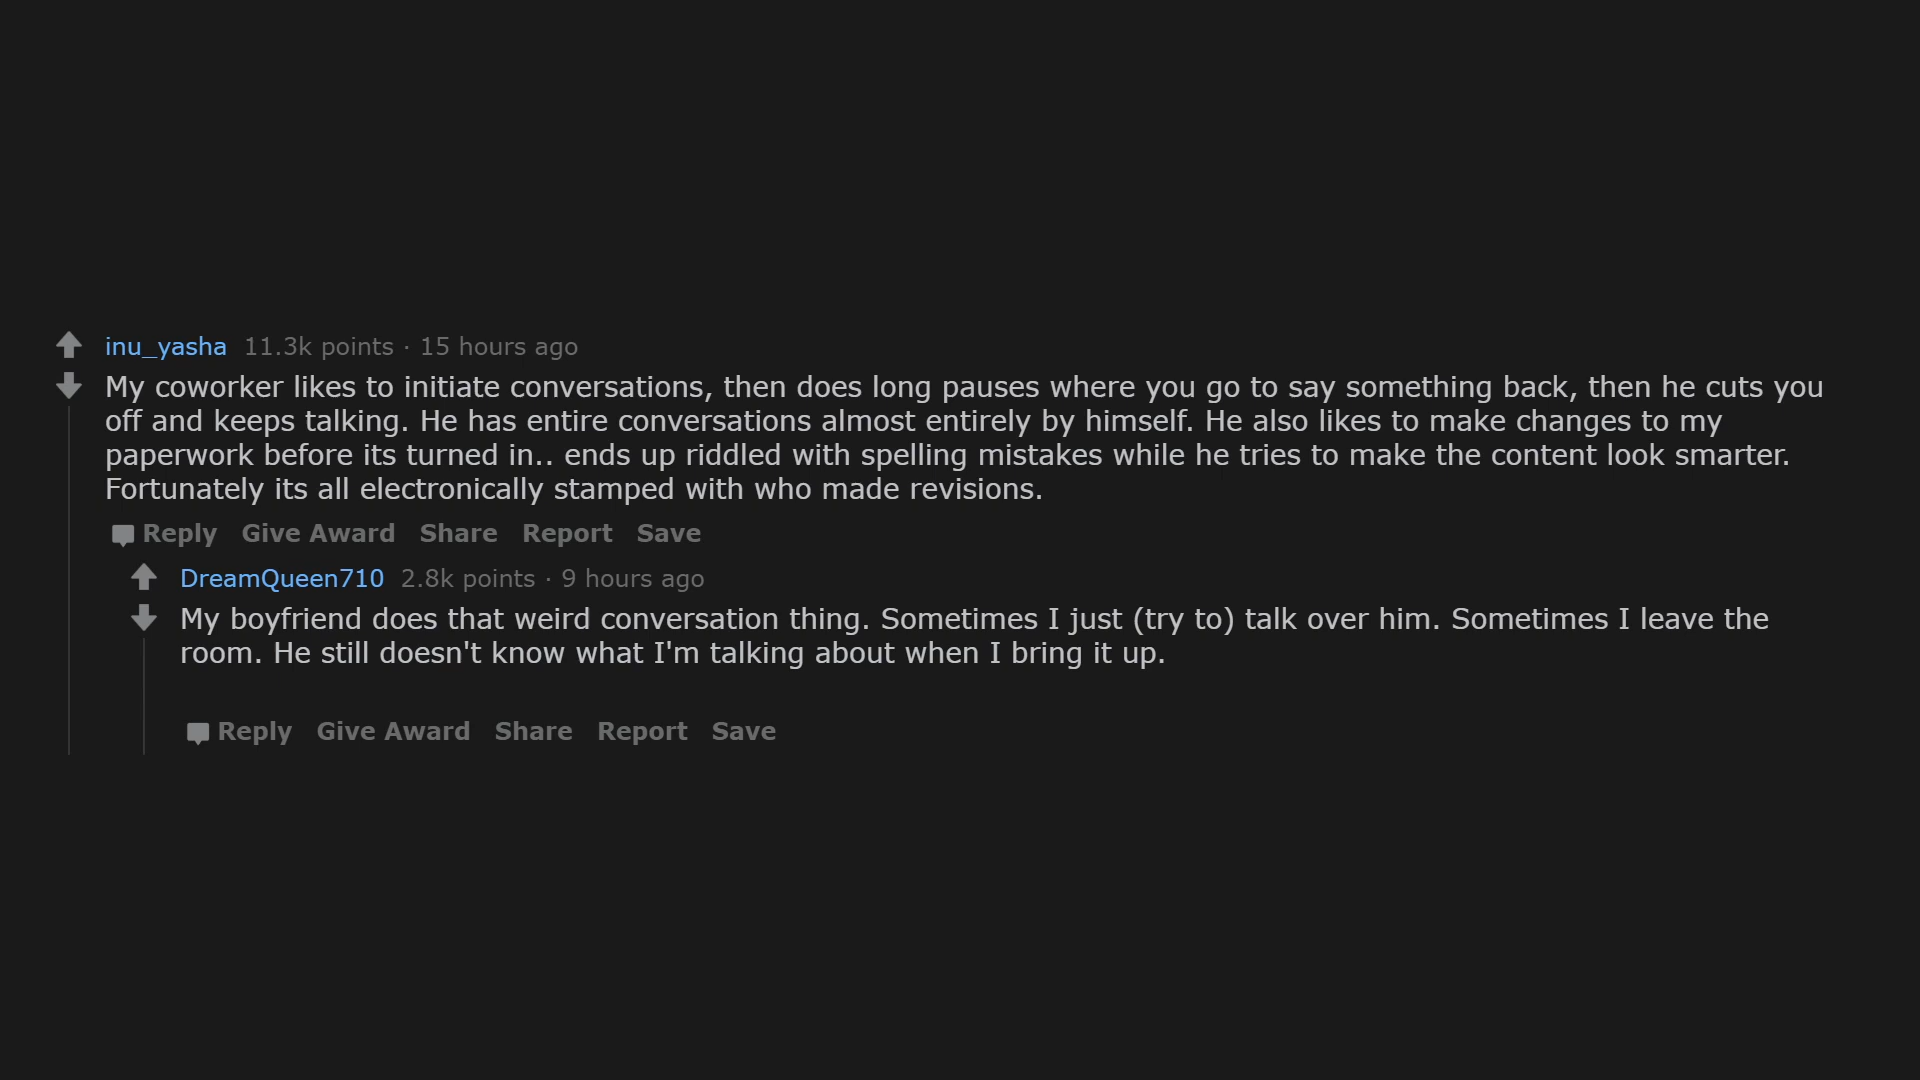 inu_yasha 11.3k points · 15 hours ago
My coworker likes to initiate conversations, then does long pauses where you go to say something back, then he cuts you
off and keeps talking. He has entire conversations almost entirely by himself. He also likes to make changes to my
paperwork before its turned in.. ends up riddled with spelling mistakes while he tries to make the content look smarter.
Fortunately its all electronically stamped with who made revisions.
Reply Give Award Share Report Save
DreamQueen710 2.8k points · 9 hours ago
My boyfriend does that weird conversation thing. Sometimes I just (try to) talk over him. Sometimes I leave the
room. He still doesn't know what I'm talking about when I bring it up.
Reply Give Award Share Report Save